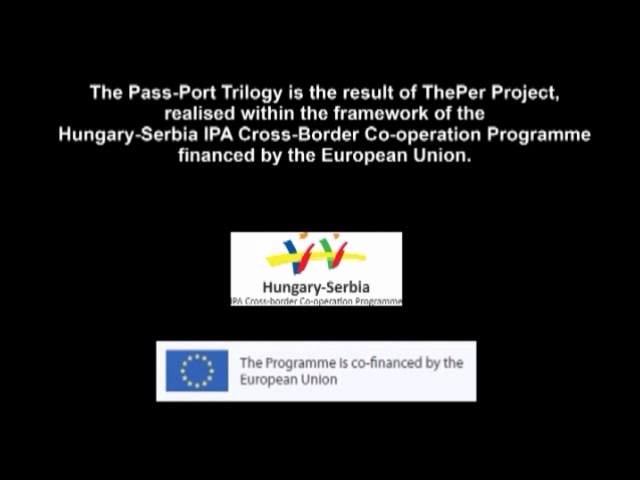 The Pass-Port Trilogy is the result of ThePer Project,
realised within the framework of the
Hungary-Serbia IPA Cross-Border Co-operation Programme
financed by the European Union.
Hungary-Serbia
IPA Cross-border Co-operation Programme
The Programme is co-financed by the
European Union